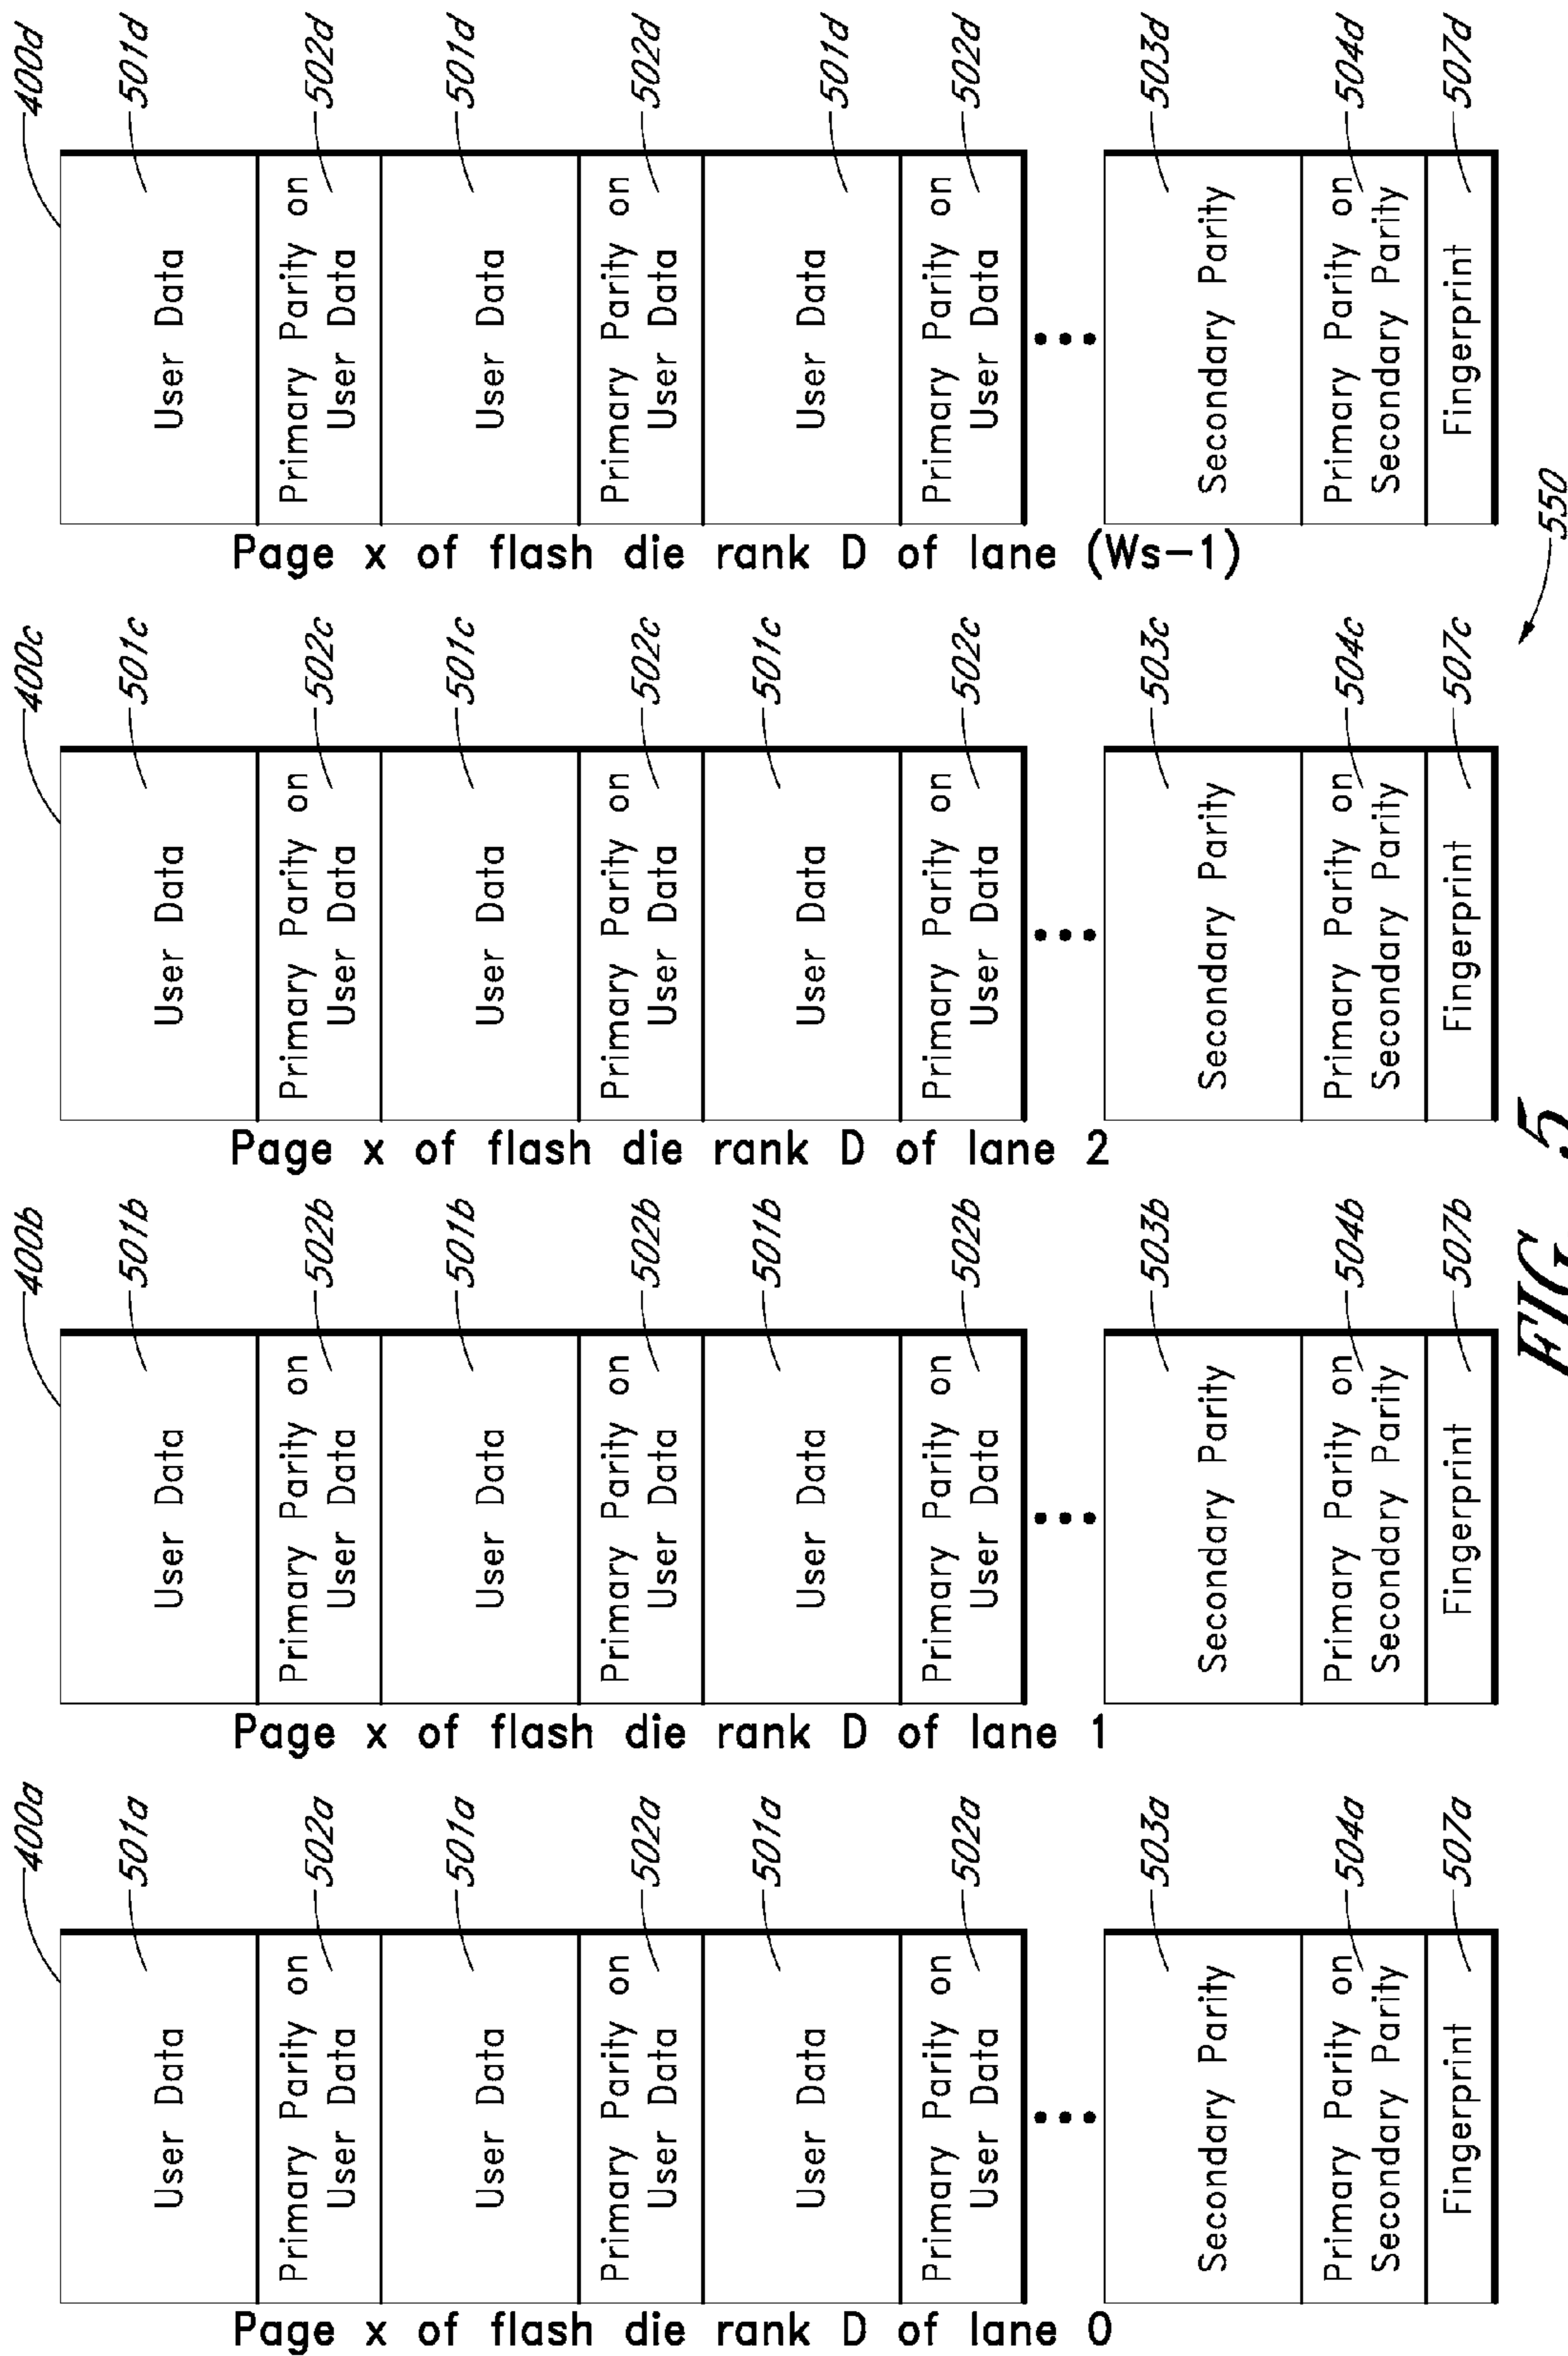 Page x of flash die rank D of lane 0
400a
User Data
501a
Primary Parity on
User Data
502a
User Data
501a
Primary Parity on
User Data
502a
User Data
501a
Primary Parity on
User Data
502a
Secondary Parity
503a
Primary Parity on
Secondary Parity
504a
Fingerprint
507a
Page x of flash die rank D of lane 1
400b
User Data
501b
Primary Parity on
User Data
502b
User Data
501b
Primary Parity on
User Data
502b
User Data
501b
Primary Parity on
User Data
502b
Secondary Parity
503b
Primary Parity on
Secondary Parity
504b
Fingerprint
507b
Page x of flash die rank D of lane 2
400c
User Data
501c
Primary Parity on
User Data
502c
User Data
501c
Primary Parity on
User Data
502c
User Data
501c
Primary Parity on
User Data
502c
Secondary Parity
503c
Primary Parity on
Secondary Parity
504c
Fingerprint
507c
Page x of flash die rank D of lane (Ws-1)
400d
User Data
501d
Primary Parity on
User Data
502d
User Data
501d
Primary Parity on
User Data
502d
User Data
501d
Primary Parity on
User Data
502d
Secondary Parity
503d
Primary Parity on
Secondary Parity
504d
Fingerprint
507d
550
FIG. 5